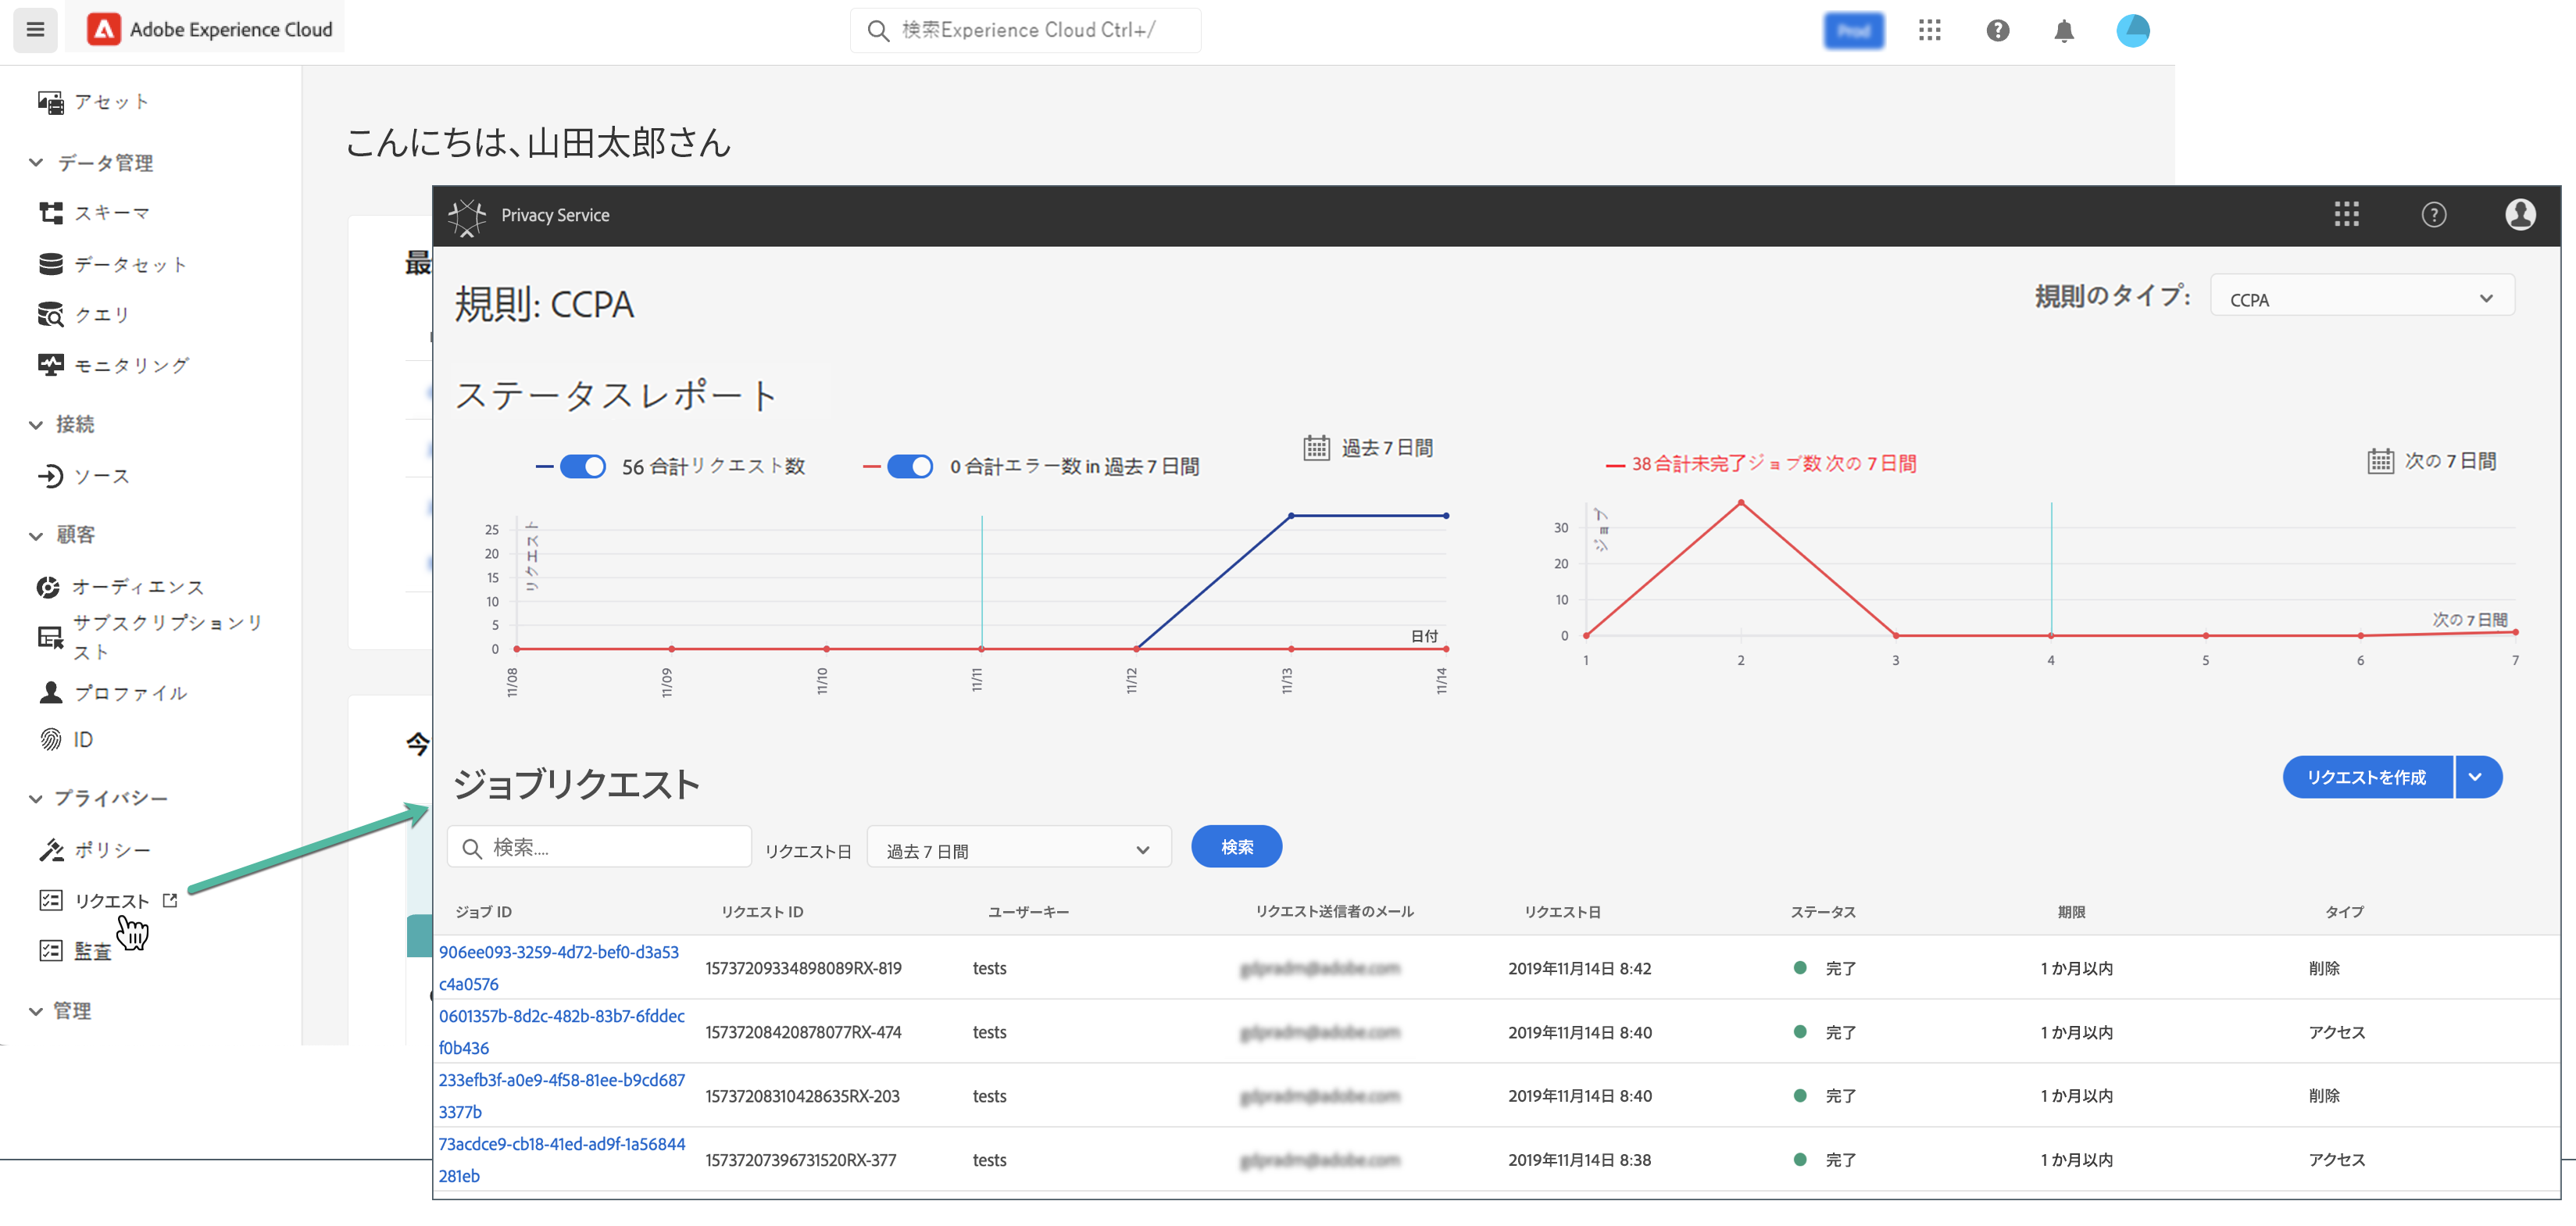 Adobe Experience Cloud
検索Experience Cloud Ctrl+/
Prod
アセット
データ管理
スキーマ
データセット
クエリ
モニタリング
接続
ソース
顧客
オーディエンス
サブスクリプションリ
スト
プロファイル
ID
プライバシー
ポリシー
リクエスト
監査
管理
こんにちは、山田太郎さん
最
今
Privacy Service
規則: CCPA
規則のタイプ:
CCPA
ステータスレポート
56 合計リクエスト数
0 合計エラー数 in 過去 7 日間
過去 7 日間
25
20
15
10
5
0
リクエスト
日付
11/08
11/09
11/10
11/11
11/12
11/13
11/14
38 合計未完了ジョブ数 次の 7 日間
次の 7 日間
30
20
10
0
ジョブ
次の 7 日間
1
2
3
4
5
6
7
ジョブリクエスト
リクエストを作成
検索....
リクエスト日
過去 7 日間
検索
ジョブ ID リクエスト ID ユーザーキー リクエスト送信者のメール リクエスト日 ステータス 期限 タイプ
906ee093-3259-4d72-bef0-d3a53
c4a0576
15737209334898089RX-819 tests gdpradm@adobe.com 2019年11月14日 8:42 完了 1 か月以内 削除
0601357b-8d2c-482b-83b7-6fddec
f0b436
15737208420878077RX-474 tests gdpradm@adobe.com 2019年11月14日 8:40 完了 1 か月以内 アクセス
233efb3f-a0e9-4f58-81ee-b9cd687
3377b
15737208310428635RX-203 tests gdpradm@adobe.com 2019年11月14日 8:40 完了 1 か月以内 削除
73acdce9-cb18-41ed-ad9f-1a56844
281eb
15737207396731520RX-377 tests gdpradm@adobe.com 2019年11月14日 8:38 完了 1 か月以内 アクセス